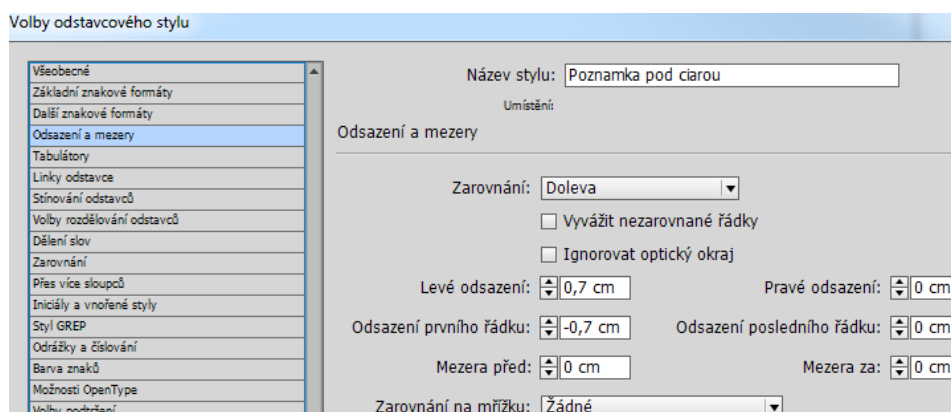 Volby odstavcového stylu
Všeobecné
Základní znakové formáty
Další znakové formáty
Odsazení a mezery
Tabulátory
Linky odstavce
Stínování odstavců
Volby rozdělování odstavců
Dělení slov
Zarovnání
Přes více sloupců
Iniciály a vnořené styly
Styl GREP
Odrážky a číslování
Barva znaků
Možnosti OpenType
Volby podtržení
Název stylu: Poznamka pod ciarou
Umístění:
Odsazení a mezery
Zarovnání: Doleva
Vyvážit nezarovnané řádky
Ignorovat optický okraj
Levé odsazení: 0,7 cm Pravé odsazení: 0 cm
Odsazení prvního řádku: -0,7 cm Odsazení posledního řádku: 0 cm
Mezera před: 0 cm Mezera za: 0 cm
Zarovnání na mřížku: Žádné